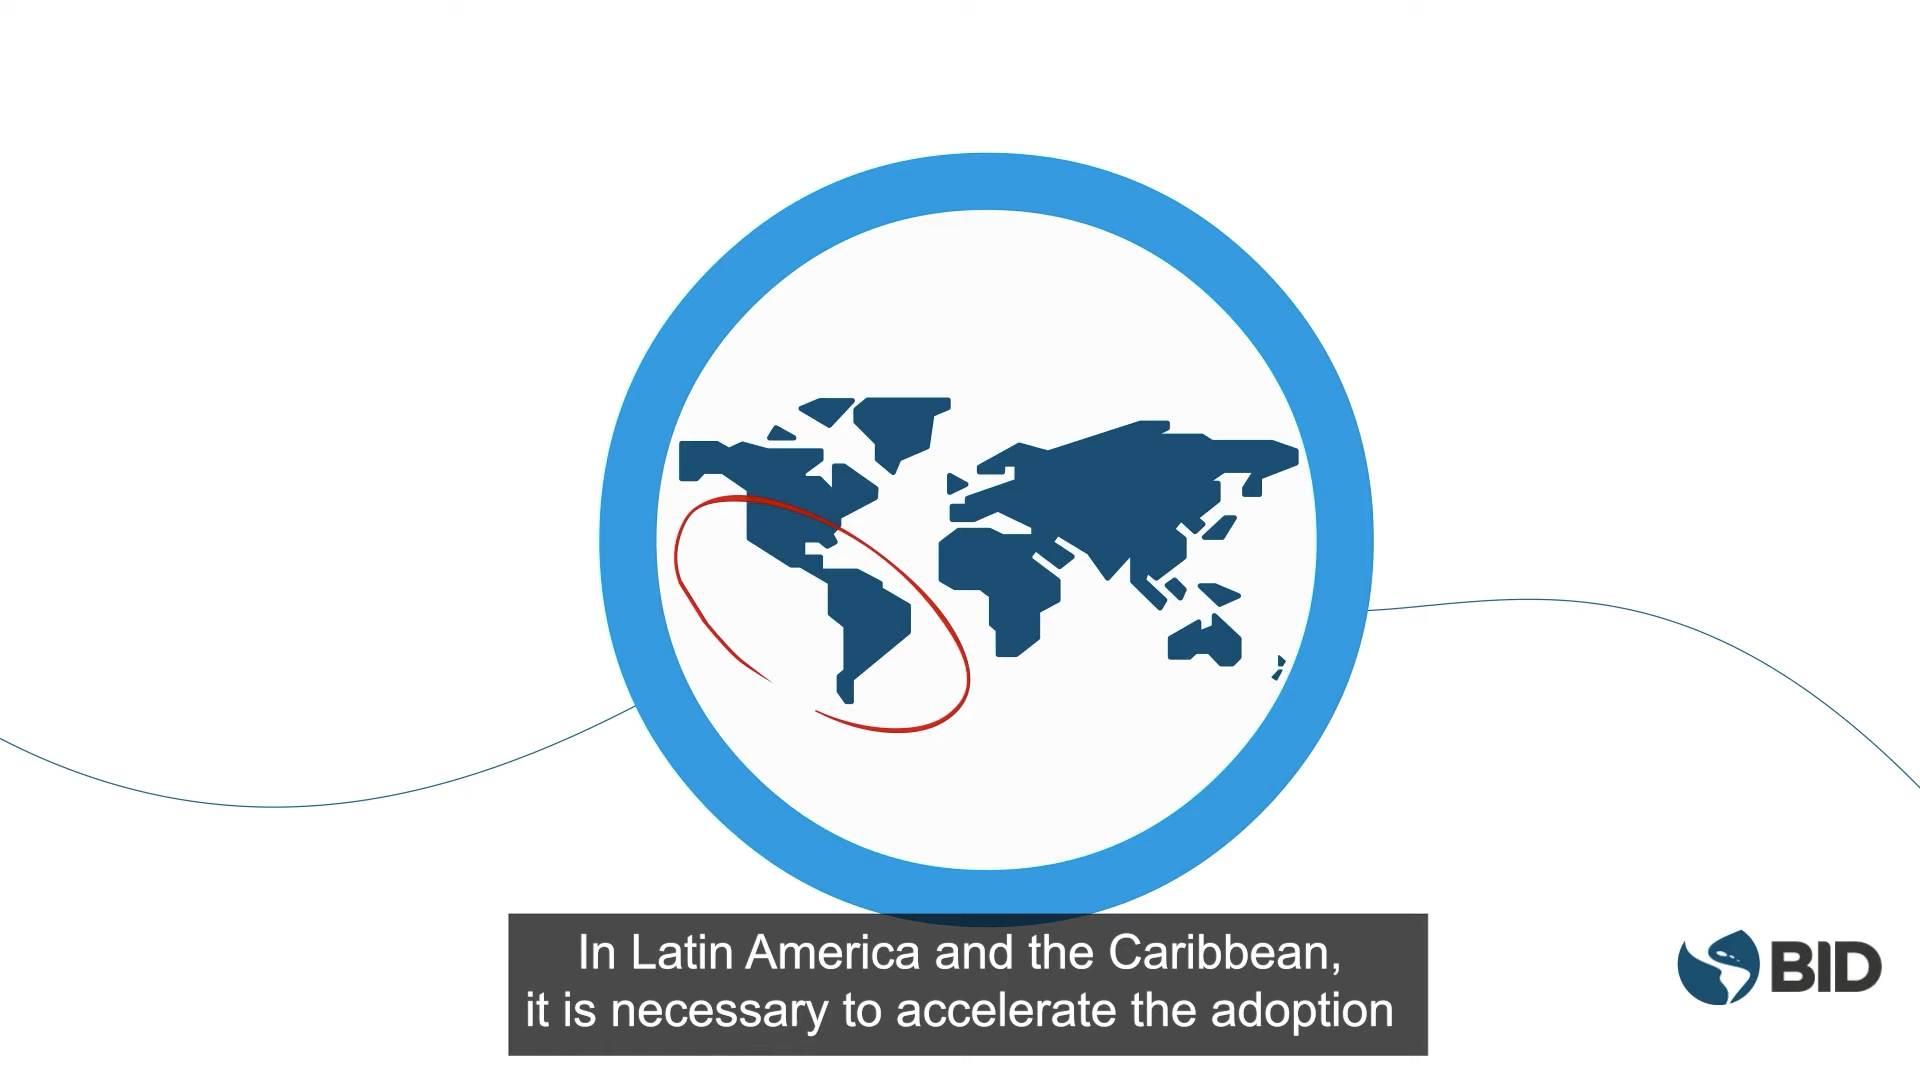 In Latin America and the Caribbean,
it is necessary to accelerate the adoption
BID